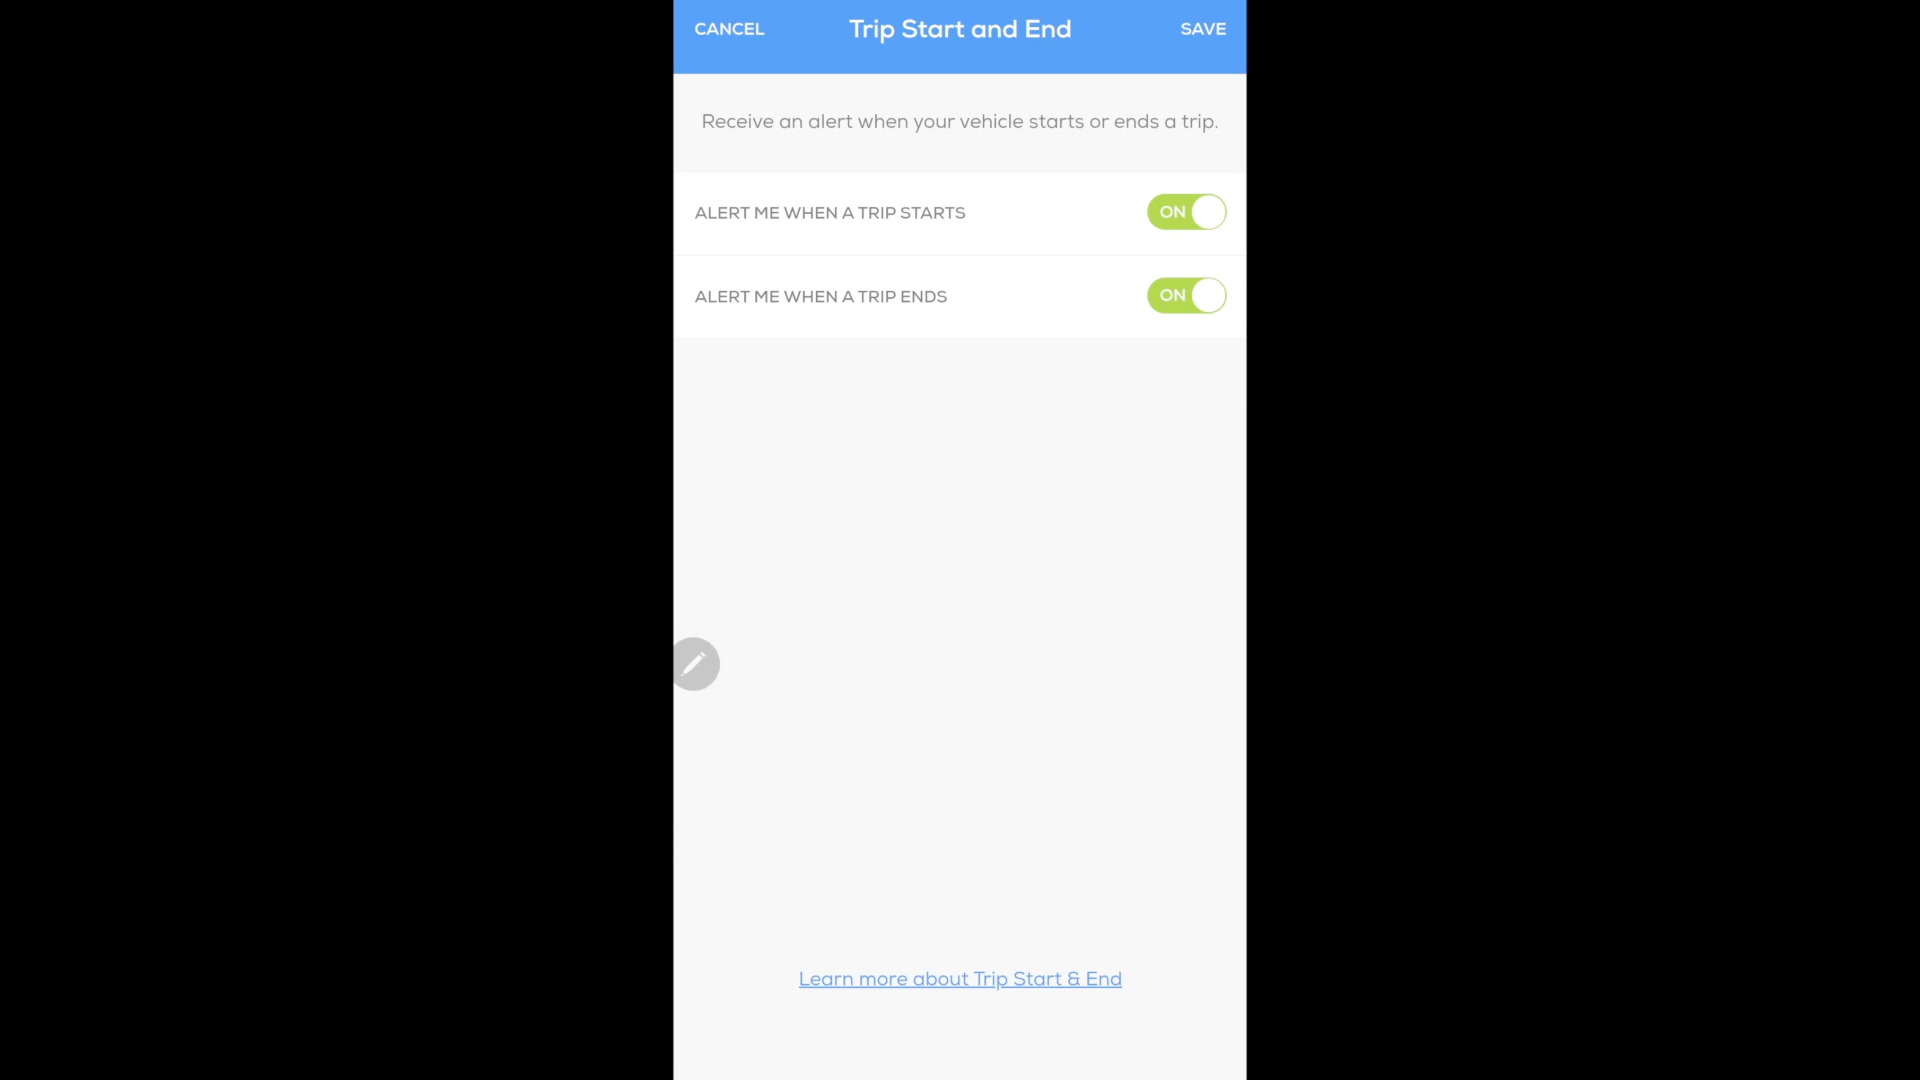 CANCEL Trip Start and End SAVE
Receive an alert when your vehicle starts or ends a trip.
ALERT ME WHEN A TRIP STARTS ON
ALERT ME WHEN A TRIP ENDS ON
Learn more about Trip Start & End